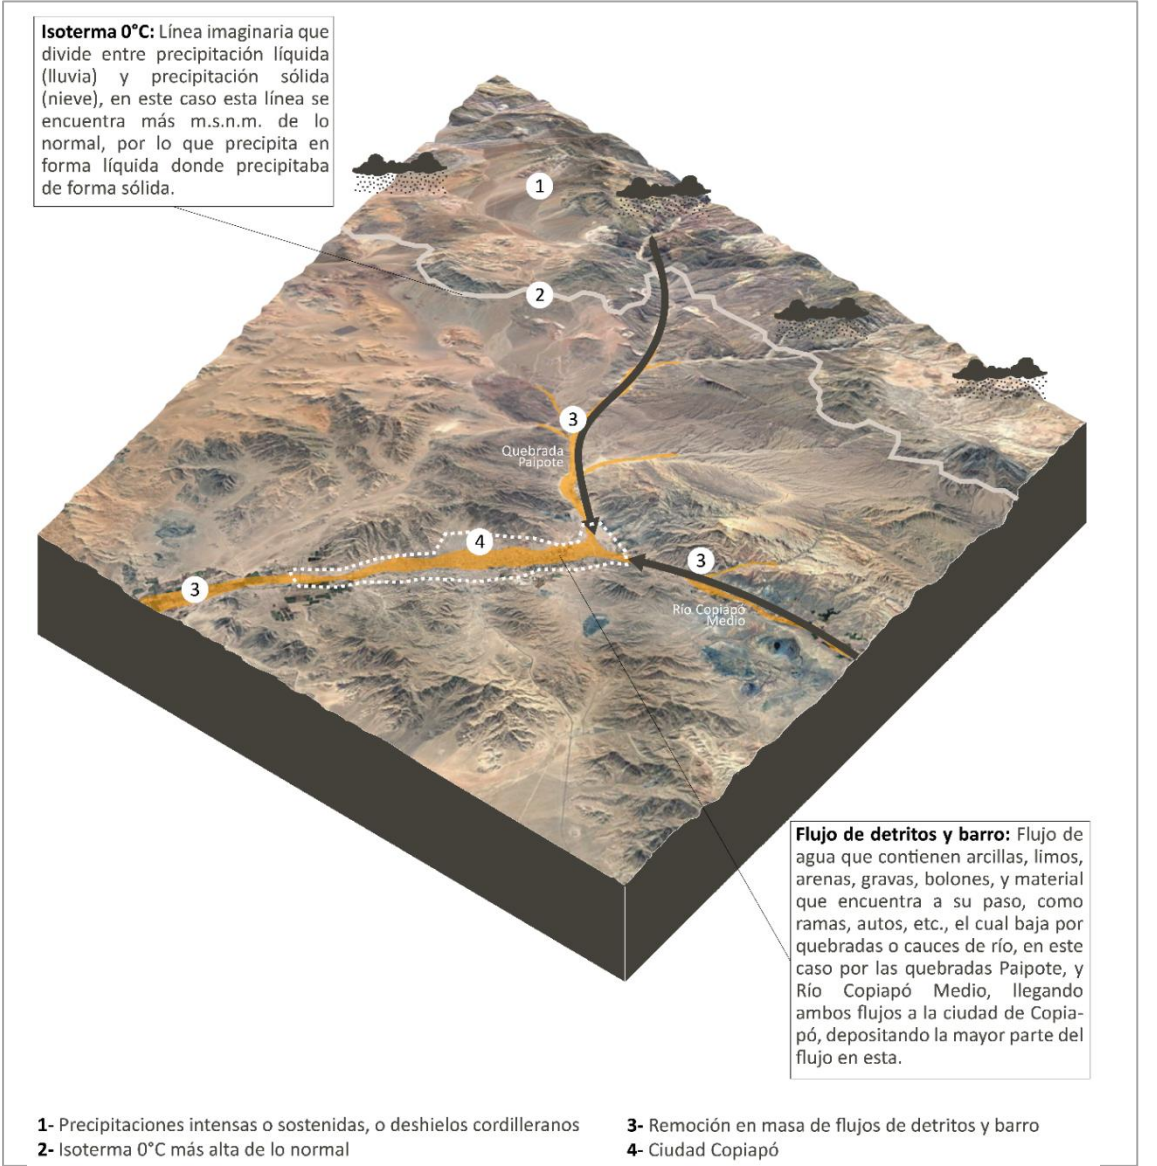 Isoterma 0°C: Línea imaginaria que
divide entre precipitación líquida
(lluvia) y precipitación sólida
(nieve), en este caso esta línea se
encuentra más m.s.n.m. de lo
normal, por lo que precipita en
forma líquida donde precipitaba
de forma sólida.
1
2
3
Quebrada
Paipote
4
3
3
Río Copiapó
Medio
Flujo de detritos y barro: Flujo de
agua que contienen arcillas, limos,
arenas, gravas, bolones, y material
que encuentra a su paso, como
ramas, autos, etc., el cual baja por
quebradas o cauces de río, en este
caso por las quebradas Paipote, y
Río Copiapó Medio, llegando
ambos flujos a la ciudad de Copia-
pó, depositando la mayor parte del
flujo en esta.
1- Precipitaciones intensas o sostenidas, o deshielos cordilleranos
2- Isoterma 0°C más alta de lo normal
3- Remoción en masa de flujos de detritos y barro
4- Ciudad Copiapó